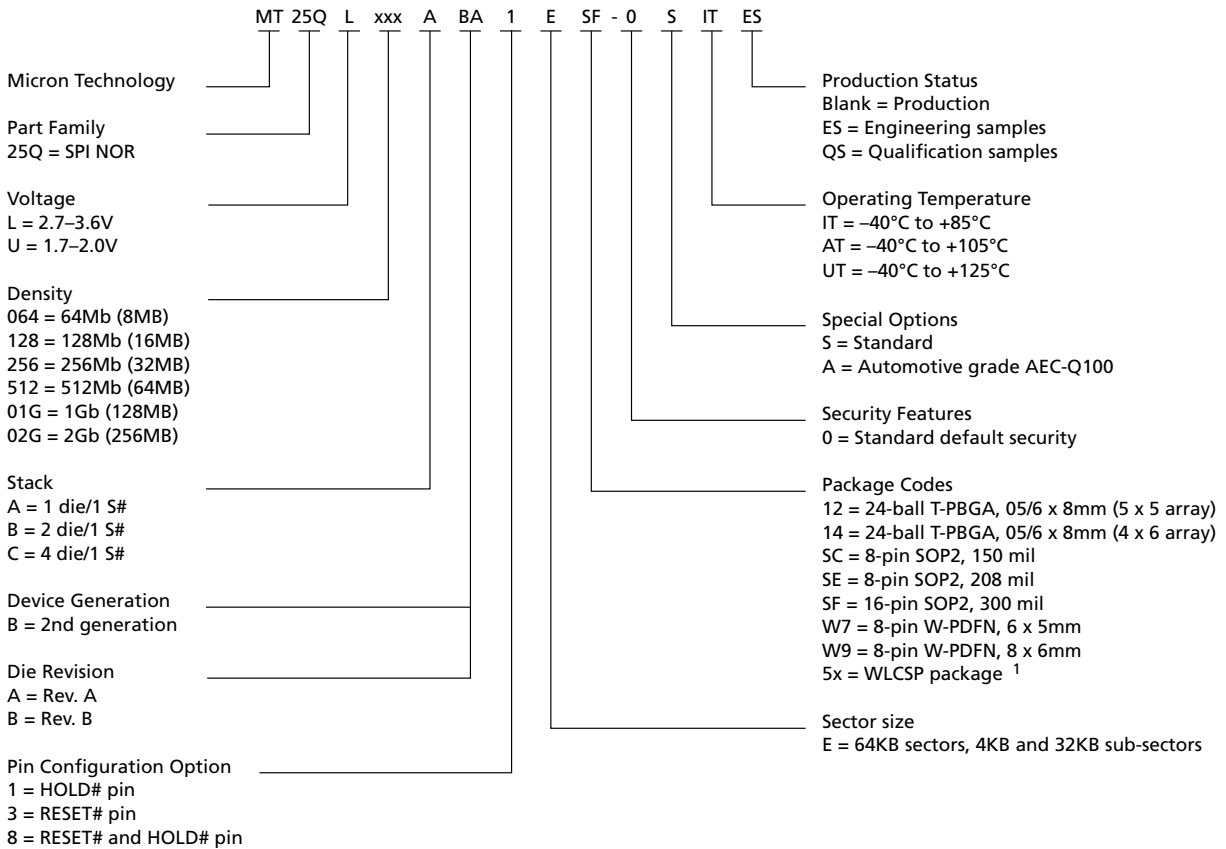 MT 25Q L xxx A BA 1 E SF - 0 S IT ES
Micron Technology
Part Family
25Q = SPI NOR
Voltage
L = 2.7–3.6V
U = 1.7–2.0V
Density
064 = 64Mb (8MB)
128 = 128Mb (16MB)
256 = 256Mb (32MB)
512 = 512Mb (64MB)
01G = 1Gb (128MB)
02G = 2Gb (256MB)
Stack
A = 1 die/1 S#
B = 2 die/1 S#
C = 4 die/1 S#
Device Generation
B = 2nd generation
Die Revision
A = Rev. A
B = Rev. B
Pin Configuration Option
1 = HOLD# pin
3 = RESET# pin
8 = RESET# and HOLD# pin
Production Status
Blank = Production
ES = Engineering samples
QS = Qualification samples
Operating Temperature
IT = –40°C to +85°C
AT = –40°C to +105°C
UT = –40°C to +125°C
Special Options
S = Standard
A = Automotive grade AEC-Q100
Security Features
0 = Standard default security
Package Codes
12 = 24-ball T-PBGA, 05/6 x 8mm (5 x 5 array)
14 = 24-ball T-PBGA, 05/6 x 8mm (4 x 6 array)
SC = 8-pin SOP2, 150 mil
SE = 8-pin SOP2, 208 mil
SF = 16-pin SOP2, 300 mil
W7 = 8-pin W-PDFN, 6 x 5mm
W9 = 8-pin W-PDFN, 8 x 6mm
5x = WLCSP package 1
Sector size
E = 64KB sectors, 4KB and 32KB sub-sectors